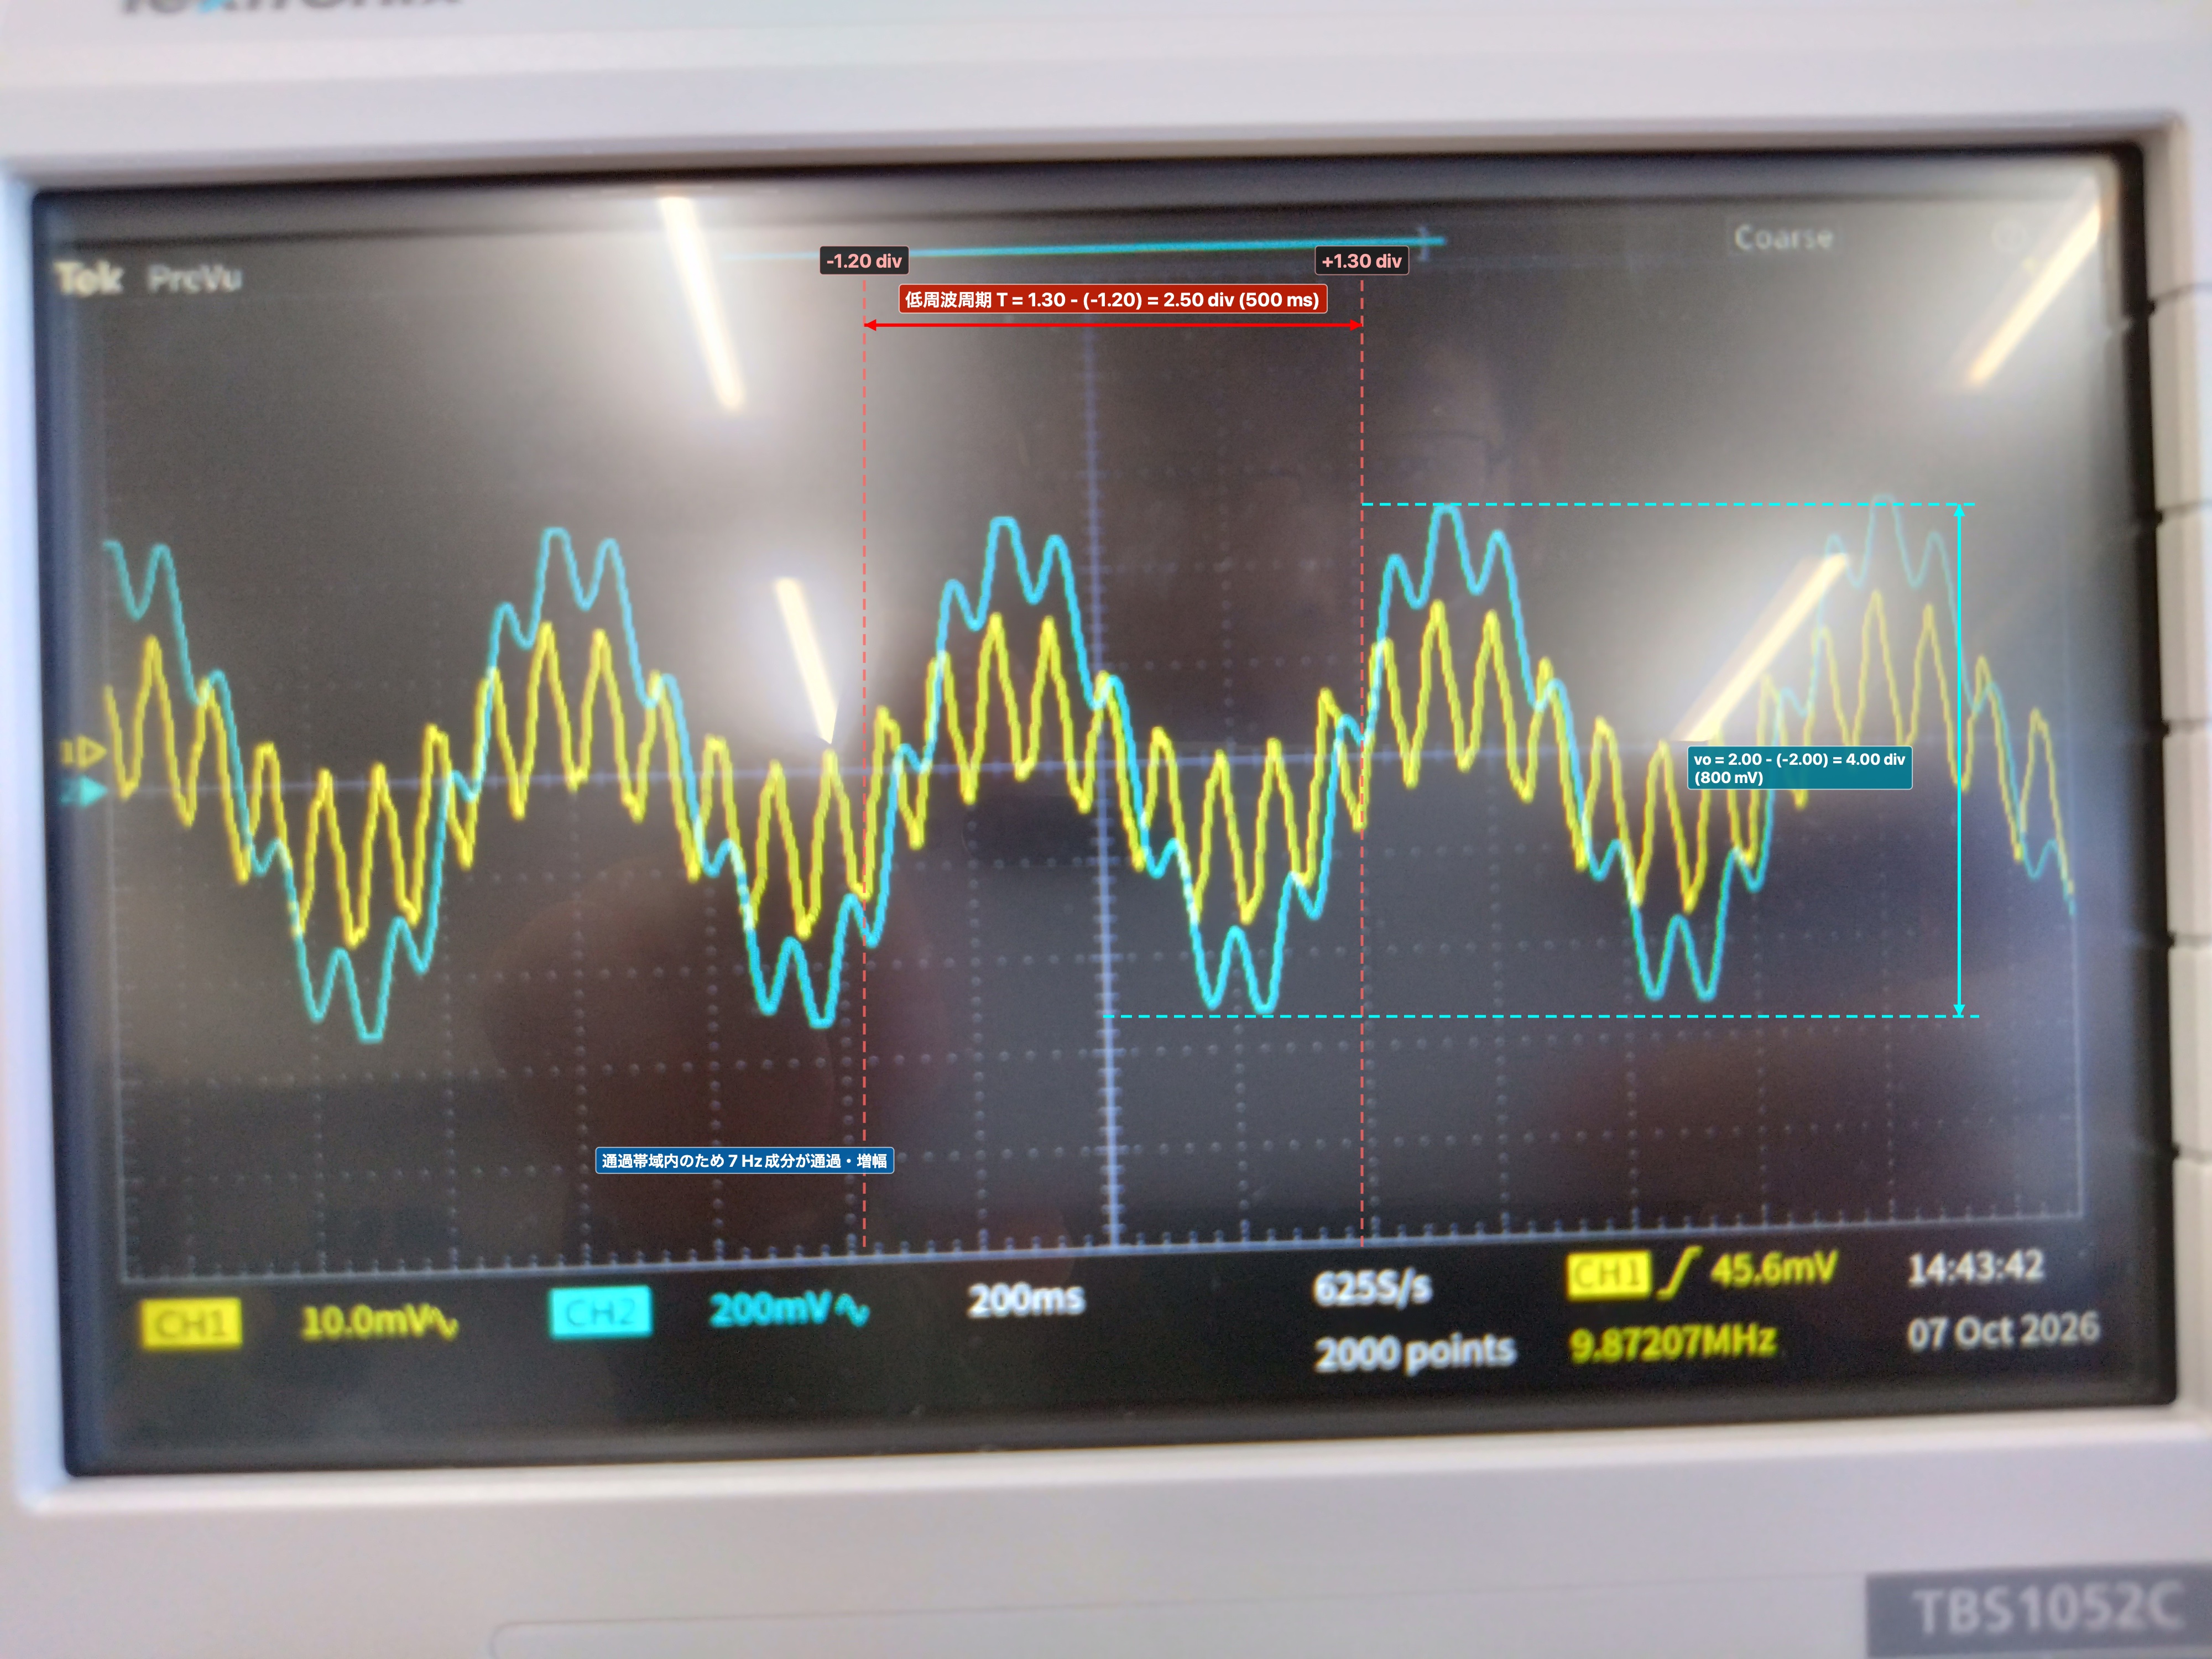 Tektronix
Coarse
Tek PreVu
-1.20 div
+1.30 div
低周波周期 T = 1.30 - (-1.20) = 2.50 div (500 ms)
1
2
vo = 2.00 - (-2.00) = 4.00 div
(800 mV)
通過帯域内のため 7 Hz 成分が通過・増幅
CH1 10.0mV CH2 200mV 200ms 625S/s CH1 45.6mV 14:43:42
2000 points 9.87207MHz 07 Oct 2026
TBS1052C